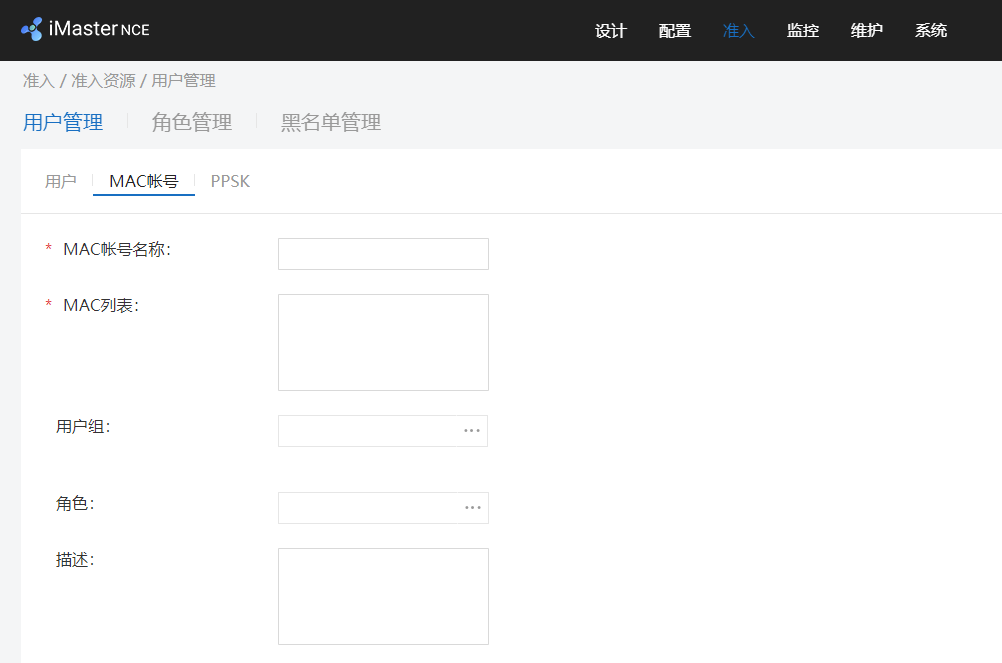 iMaster NCE
设计 配置 准入 监控 维护 系统
准入 / 准入资源 / 用户管理
用户管理 角色管理 黑名单管理
用户 MAC帐号 PPSK
* MAC帐号名称:
* MAC列表:
用户组:
...
角色:
...
描述: